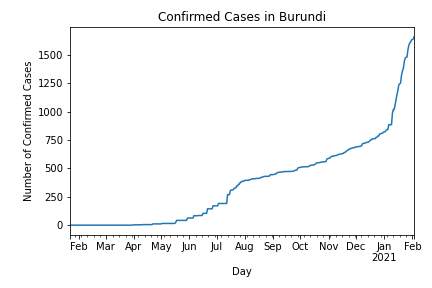 Confirmed Cases in Burundi
Number of Confirmed Cases
1500
1250
1000
750
500
250
0
Feb Mar Apr May Jun Jul Aug Sep Oct Nov Dec Jan Feb
2021
Day